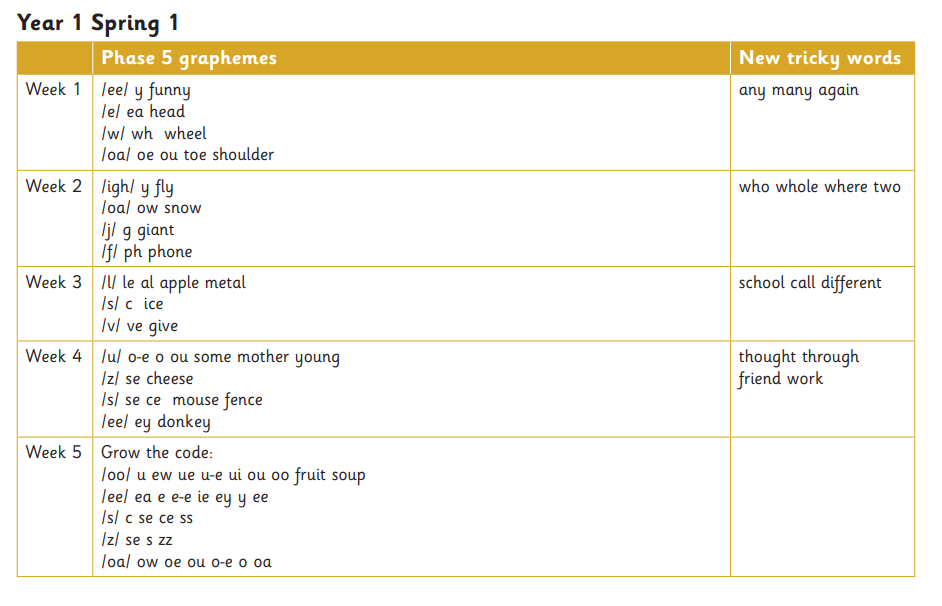 Year 1 Spring 1
Phase 5 graphemes New tricky words
Week 1 /ee/ y funny any many again
/e/ ea head
/w/ wh wheel
/oa/ oe ou toe shoulder
Week 2 /igh/ y fly who whole where two
/oa/ ow snow
/j/ g giant
/f/ ph phone
Week 3 /l/ le al apple metal school call different
/s/ c ice
/v/ ve give
Week 4 /u/ o-e o ou some mother young thought through
/z/ se cheese friend work
/s/ se ce mouse fence
/ee/ ey donkey
Week 5 Grow the code:
/oo/ u ew ue u-e ui ou oo fruit soup
/ee/ ea e e-e ie ey y ee
/s/ c se ce ss
/z/ se s zz
/oa/ ow oe ou o-e o oa